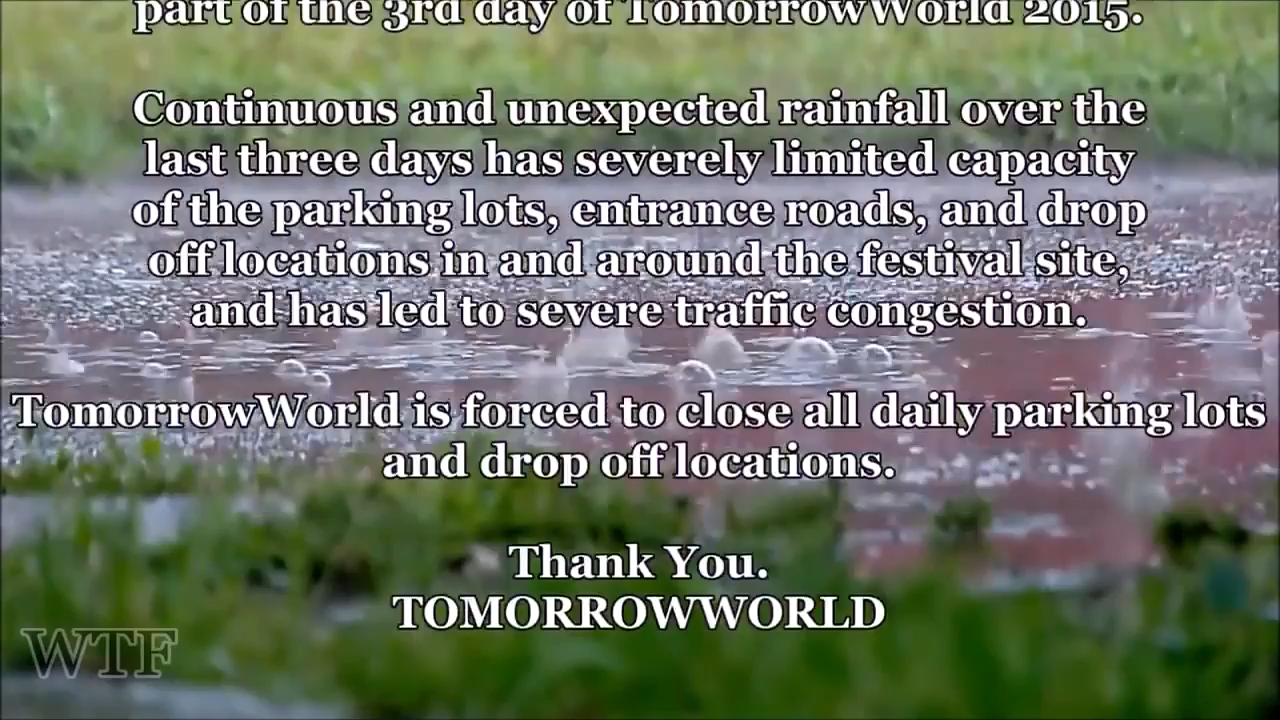 part of the 3rd day of TomorrowWorld 2015.
Continuous and unexpected rainfall over the
last three days has severely limited capacity
of the parking lots, entrance roads, and drop
off locations in and around the festival site,
and has led to severe traffic congestion.
TomorrowWorld is forced to close all daily parking lots
and drop off locations.
Thank You.
TOMORROWWORLD
WTF